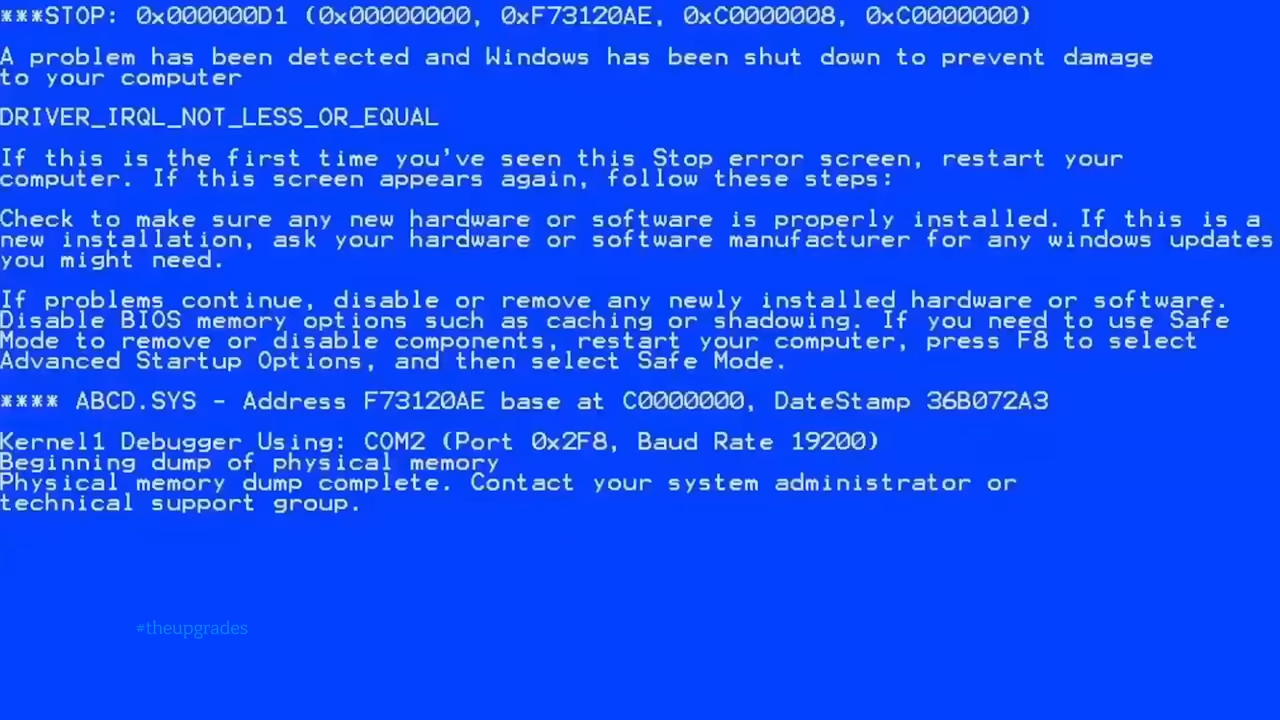 ***STOP: 0x000000D1 (0x00000000, 0xF73120AE, 0xC0000008, 0xC0000000)
A problem has been detected and Windows has been shut down to prevent damage
to your computer
DRIVER_IRQL_NOT_LESS_OR_EQUAL
If this is the first time you've seen this Stop error screen, restart your
computer. If this screen appears again, follow these steps:
Check to make sure any new hardware or software is properly installed. If this is a
new installation, ask your hardware or software manufacturer for any windows updates
you might need.
If problems continue, disable or remove any newly installed hardware or software.
Disable BIOS memory options such as caching or shadowing. If you need to use Safe
Mode to remove or disable components, restart your computer, press F8 to select
Advanced Startup Options, and then select Safe Mode.
**** ABCD.SYS - Address F73120AE base at C0000000, DateStamp 36B072A3
Kernel1 Debugger Using: COM2 (Port 0x2F8, Baud Rate 19200)
Beginning dump of physical memory
Physical memory dump complete. Contact your system administrator or
technical support group.
#theupgrades